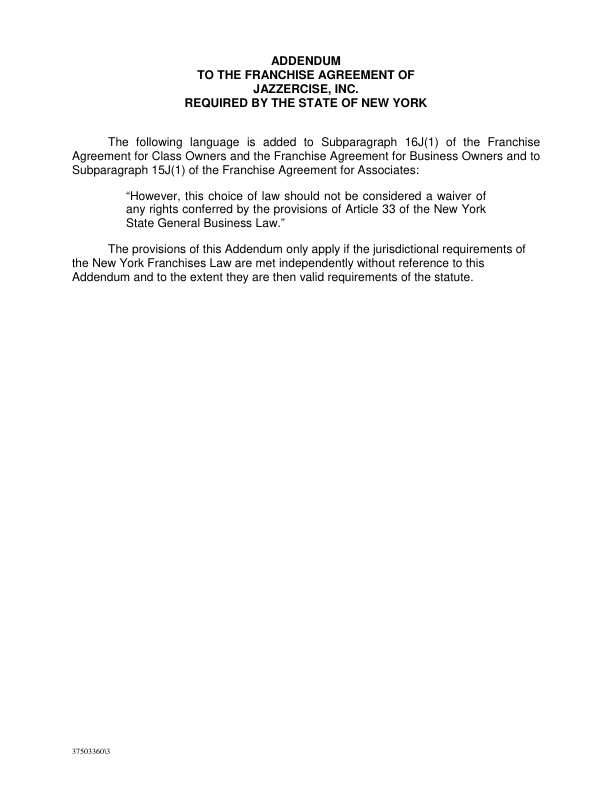 ADDENDUM
TO THE FRANCHISE AGREEMENT OF
JAZZERCISE, INC.
REQUIRED BY THE STATE OF NEW YORK
The following language is added to Subparagraph 16J(1) of the Franchise
Agreement for Class Owners and the Franchise Agreement for Business Owners and to
Subparagraph 15J(1) of the Franchise Agreement for Associates:
“However, this choice of law should not be considered a waiver of
any rights conferred by the provisions of Article 33 of the New York
State General Business Law.”
The provisions of this Addendum only apply if the jurisdictional requirements of
the New York Franchises Law are met independently without reference to this
Addendum and to the extent they are then valid requirements of the statute.
37503360\3